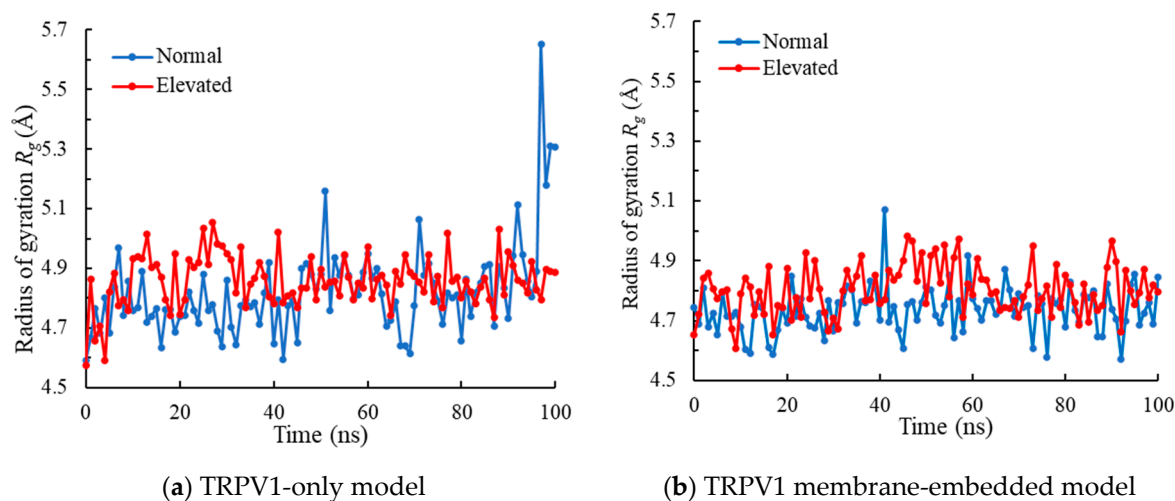 5.7
5.5
5.3
5.1
4.9
4.7
4.5
Radius of gyration Rg (Å)
Normal
Elevated
0 20 40 60 80 100
Time (ns)
(a) TRPV1-only model
5.7
5.5
5.3
5.1
4.9
4.7
4.5
Radius of gyration Rg (Å)
Normal
Elevated
0 20 40 60 80 100
Time (ns)
(b) TRPV1 membrane-embedded model